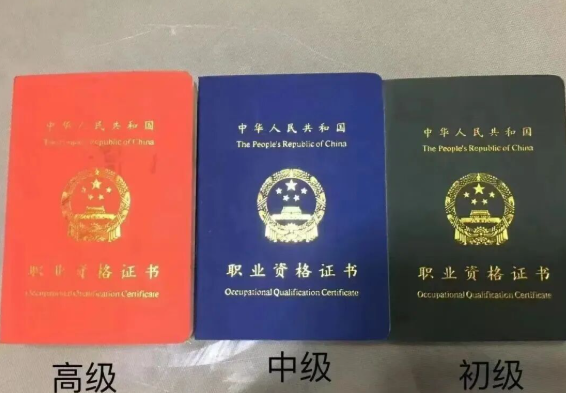 中华人民共和国
The People's Republic of China
职业资格证书
Occupational Qualification Certificate
高级
中华人民共和国
The People's Republic of China
职业资格证书
Occupational Qualification Certificate
中级
中华人民共和国
The People's Republic of China
职业资格证书
Occupational Qualification Certificate
初级